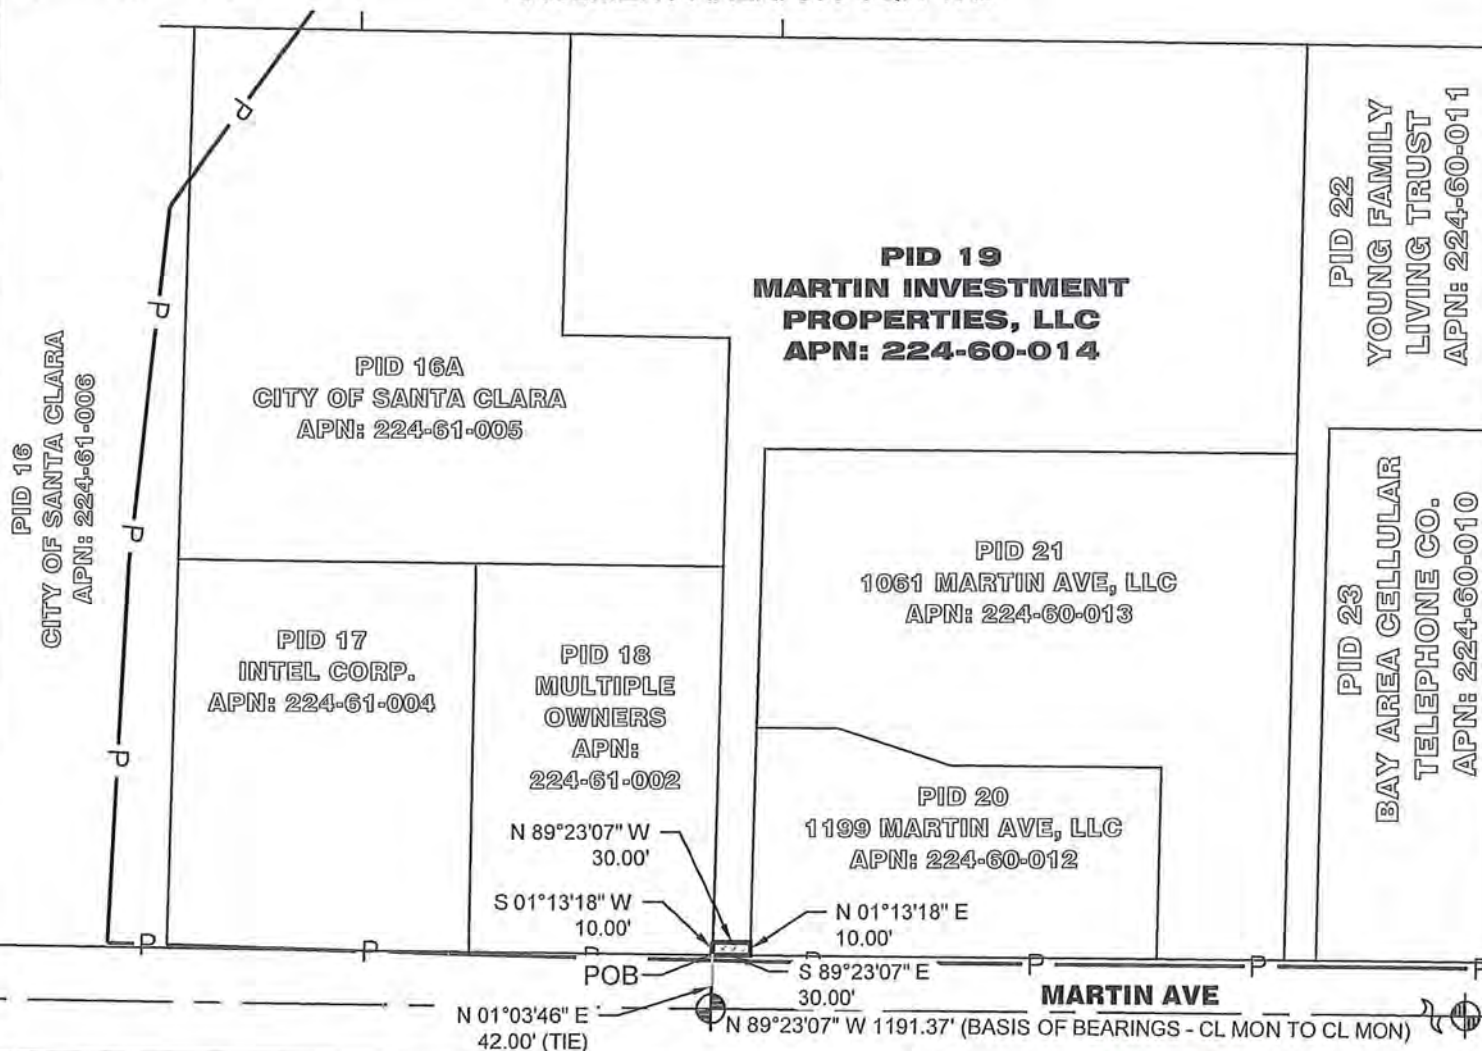 PID 16
CITY OF SANTA CLARA
APN: 224-61-006
PID 16A
CITY OF SANTA CLARA
APN: 224-61-005
PID 19
MARTIN INVESTMENT
PROPERTIES, LLC
APN: 224-60-014
PID 22
YOUNG FAMILY
LIVING TRUST
APN: 224-60-011
PID 17
INTEL CORP.
APN: 224-61-004
PID 18
MULTIPLE
OWNERS
APN:
224-61-002
PID 21
1061 MARTIN AVE, LLC
APN: 224-60-013
PID 23
BAY AREA CELLULAR
TELEPHONE CO.
APN: 224-60-010
PID 20
1199 MARTIN AVE, LLC
APN: 224-60-012
N 89°23'07" W
30.00'
S 01°13'18" W
10.00'
N 01°13'18" E
10.00'
POB
S 89°23'07" E
30.00'
N 01°03'46" E
42.00' (TIE)
MARTIN AVE
N 89°23'07" W 1191.37' (BASIS OF BEARINGS - CL MON TO CL MON)
P
P
P
P
P
P
P
P
P
P
P